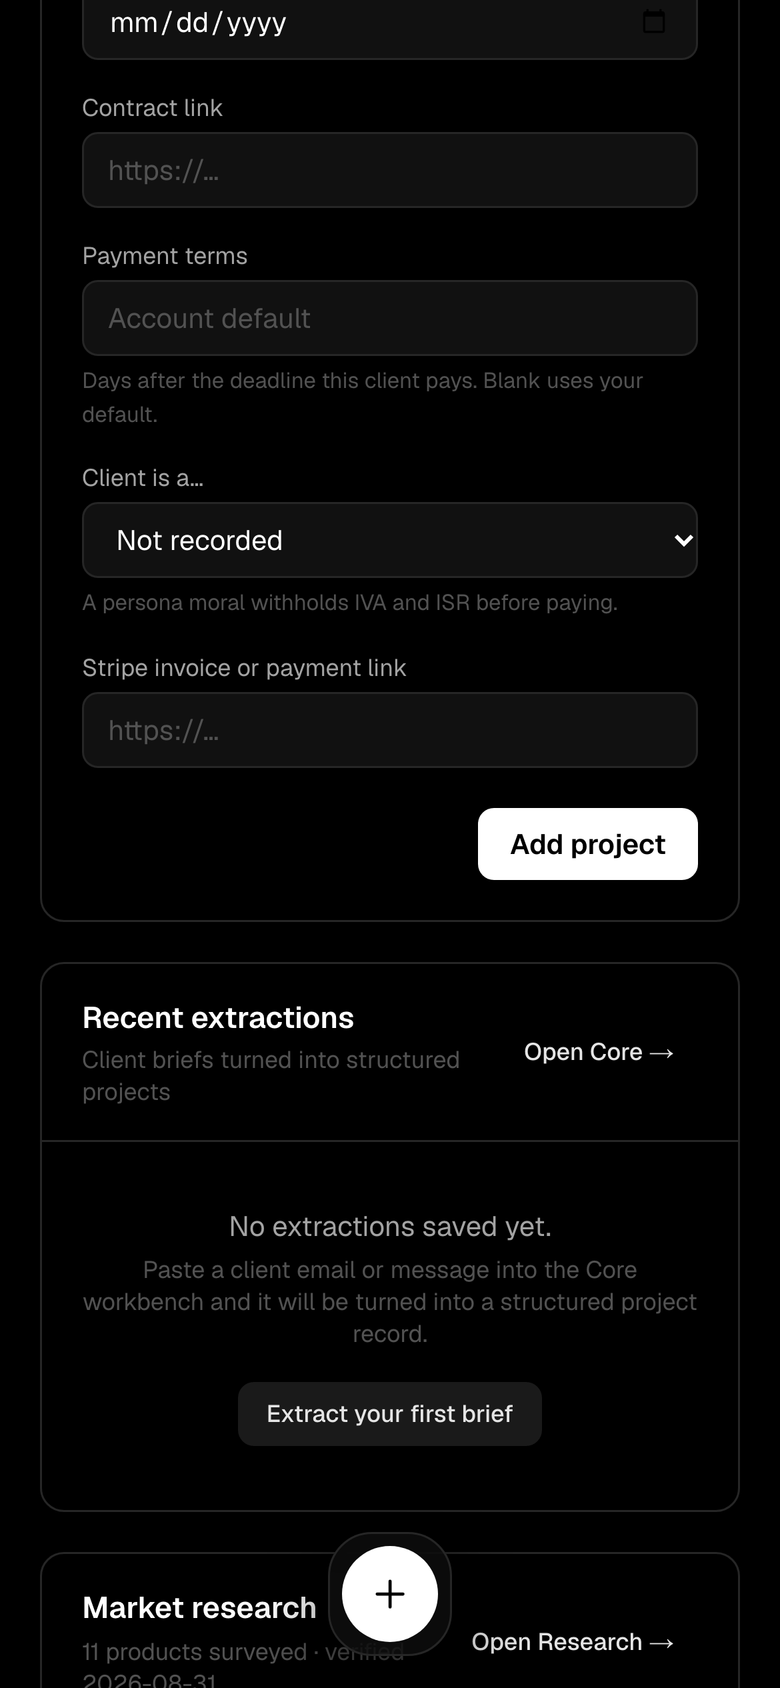 mm/dd/yyyy
Contract link
https://...
Payment terms
Account default
Days after the deadline this client pays. Blank uses your
default.
Client is a...
Not recorded
A persona moral withholds IVA and ISR before paying.
Stripe invoice or payment link
https://...
Add project
Recent extractions
Client briefs turned into structured
projects
Open Core →
No extractions saved yet.
Paste a client email or message into the Core
workbench and it will be turned into a structured project
record.
Extract your first brief
Market research
11 products surveyed · verified
2026-08-31
Open Research →